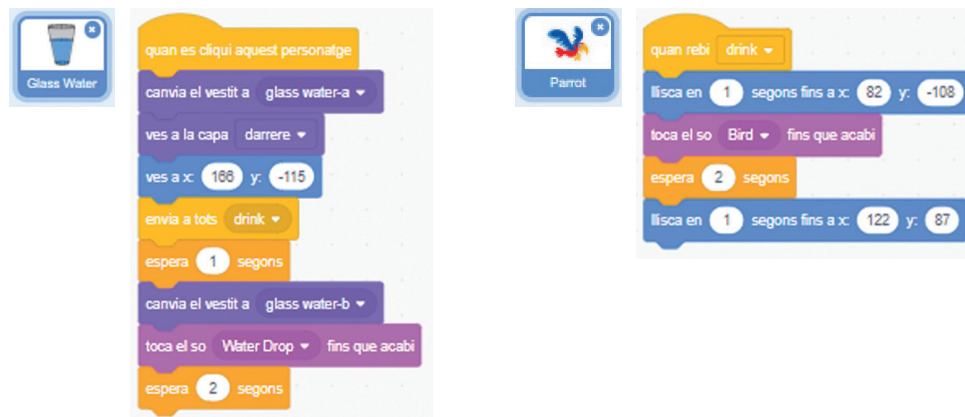 Glass Water
quan es cliqui aquest personatge
canvia el vestit a glass water-a
ves a la capa darrere
ves a x: 166 y: -115
envia a tots drink
espera 1 segons
canvia el vestit a glass water-b
toca el so Water Drop fins que acabi
espera 2 segons
Parrot
quan rebi drink
llisca en 1 segons fins a x: 82 y: -108
toca el so Bird fins que acabi
espera 2 segons
llisca en 1 segons fins a x: 122 y: 87